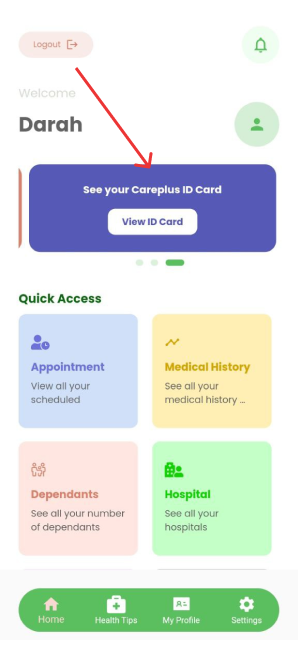 Logout
Welcome
Darah
See your Careplus ID Card
View ID Card
Quick Access
Appointment
View all your
scheduled
Medical History
See all your
medical history ...
Dependants
See all your number
of dependants
Hospital
See all your
hospitals
Home
Health Tips
My Profile
Settings